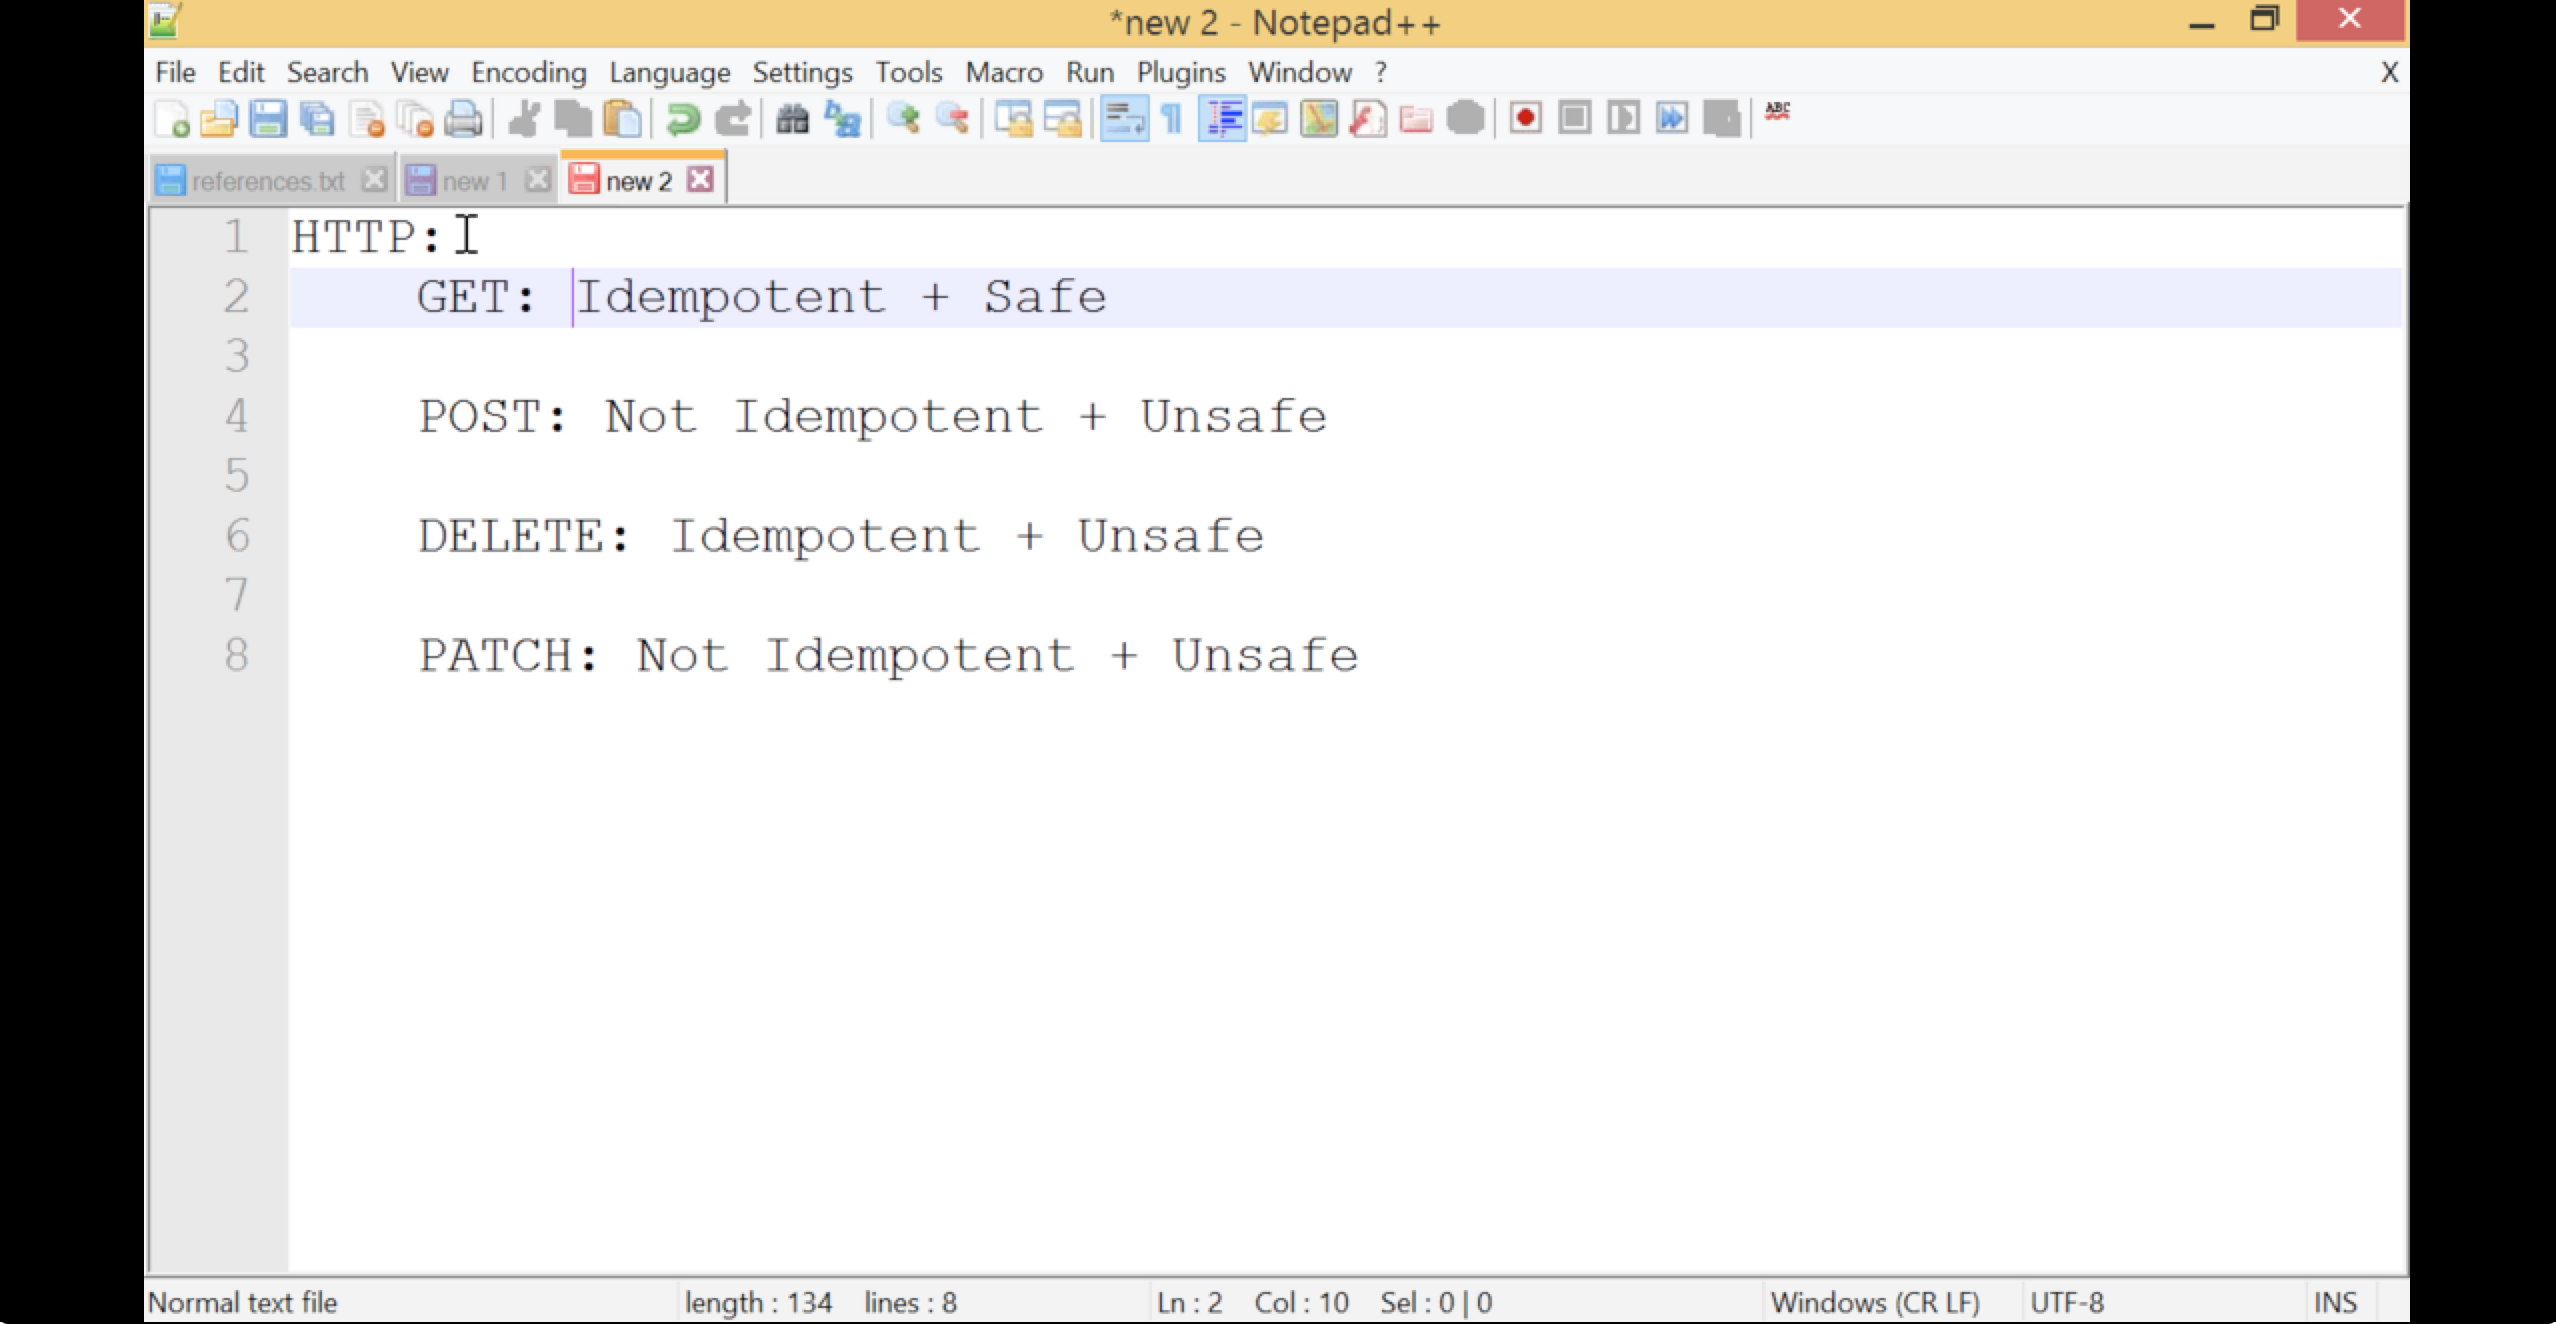 *new 2 - Notepad++
File Edit Search View Encoding Language Settings Tools Macro Run Plugins Window ? X
ABC
references.txt new 1 new 2
1 HTTP:
2 GET: Idempotent + Safe
3
4 POST: Not Idempotent + Unsafe
5
6 DELETE: Idempotent + Unsafe
7
8 PATCH: Not Idempotent + Unsafe
Normal text file length : 134 lines : 8 Ln : 2 Col : 10 Sel : 0 | 0 Windows (CR LF) UTF-8 INS